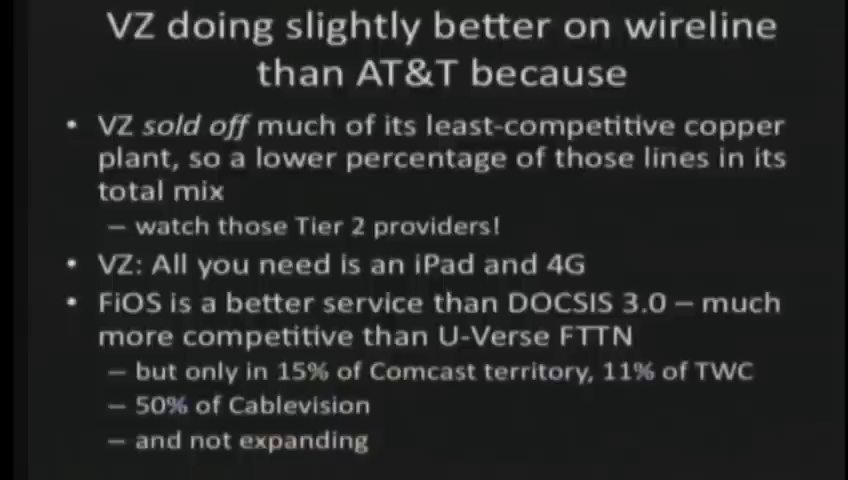 VZ doing slightly better on wireline
than AT&T because
• VZ sold off much of its least-competitive copper
plant, so a lower percentage of those lines in its
total mix
– watch those Tier 2 providers!
• VZ: All you need is an iPad and 4G
• FiOS is a better service than DOCSIS 3.0 – much
more competitive than U-Verse FTTN
– but only in 15% of Comcast territory, 11% of TWC
– 50% of Cablevision
– and not expanding